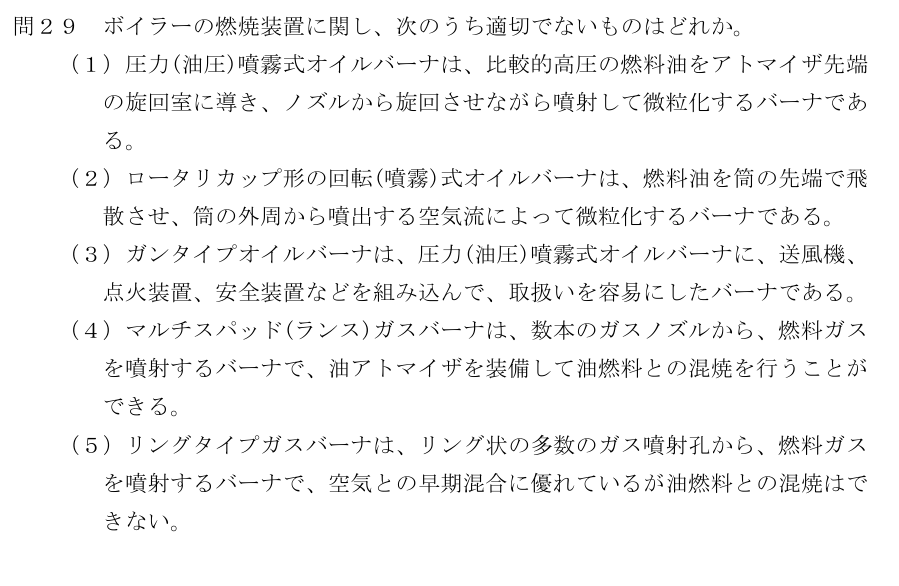 問２９　ボイラーの燃焼装置に関し、次のうち適切でないものはどれか。
（１）圧力(油圧)噴霧式オイルバーナは、比較的高圧の燃料油をアトマイザ先端
の旋回室に導き、ノズルから旋回させながら噴射して微粒化するバーナであ
る。
（２）ロータリカップ形の回転(噴霧)式オイルバーナは、燃料油を筒の先端で飛
散させ、筒の外周から噴出する空気流によって微粒化するバーナである。
（３）ガンタイプオイルバーナは、圧力(油圧)噴霧式オイルバーナに、送風機、
点火装置、安全装置などを組み込んで、取扱いを容易にしたバーナである。
（４）マルチスパッド(ランス)ガスバーナは、数本のガスノズルから、燃料ガス
を噴射するバーナで、油アトマイザを装備して油燃料との混焼を行うことが
できる。
（５）リングタイプガスバーナは、リング状の多数のガス噴射孔から、燃料ガス
を噴射するバーナで、空気との早期混合に優れているが油燃料との混焼はで
きない。